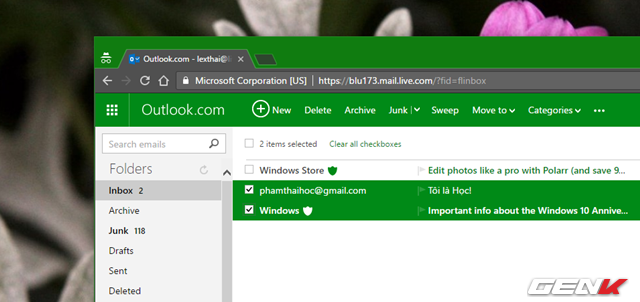 Outlook.com - lexthai@
Microsoft Corporation [US] https://blu173.mail.live.com/?fid=flinbox
Outlook.com New Delete Archive Junk Sweep Move to Categories
Search emails
2 items selected Clear all checkboxes
Folders
Windows Store Edit photos like a pro with Polarr (and save 9...
Inbox 2
phamthaihoc@gmail.com Tôi là Học!
Archive
Windows Important info about the Windows 10 Annive...
Junk 118
Drafts
Sent
Deleted
GENK